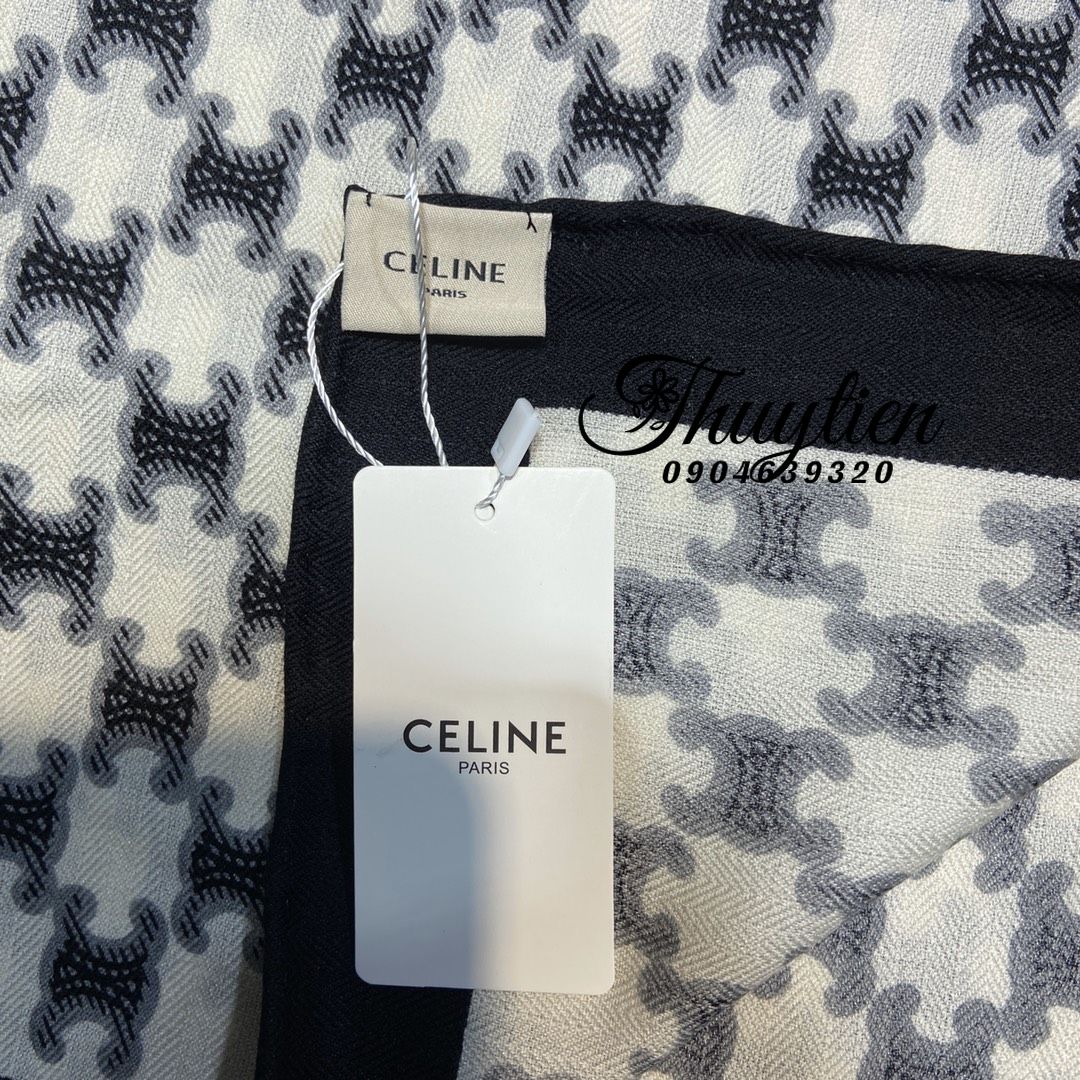 CELINE
PARIS
Thuytien
0904639320
CELINE
PARIS